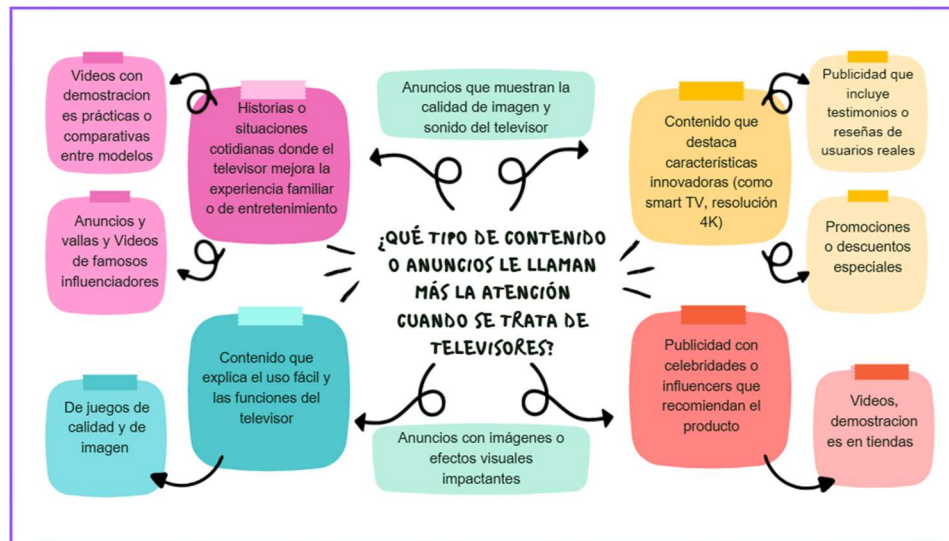 Videos con
demostracion
es prácticas o
comparativas
entre modelos
Historias o
situaciones
cotidianas donde el
televisor mejora la
experiencia familiar
o de entretenimiento
Anuncios que muestran la
calidad de imagen y
sonido del televisor
Contenido que
destaca
características
innovadoras (como
smart TV, resolución
4K)
Publicidad que
incluye
testimonios o
reseñas de
usuarios reales
Anuncios y
vallas y Videos
de famosos
influenciadores
¿QUÉ TIPO DE CONTENIDO
O ANUNCIOS LE LLAMAN
MÁS LA ATENCIÓN
CUANDO SE TRATA DE
TELEVISORES?
Promociones
o descuentos
especiales
De juegos de
calidad y de
imagen
Contenido que
explica el uso fácil y
las funciones del
televisor
Anuncios con imágenes o
efectos visuales
impactantes
Publicidad con
celebridades o
influencers que
recomiendan el
producto
Videos,
demostracion
es en tiendas